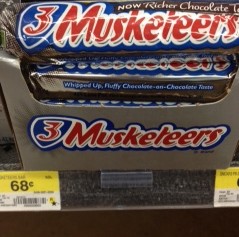 NOW Richer Chocolate
3 Musketeers
Whipped Up, Fluffy Chocolate-on-Chocolate Taste
3 Musketeers
68¢